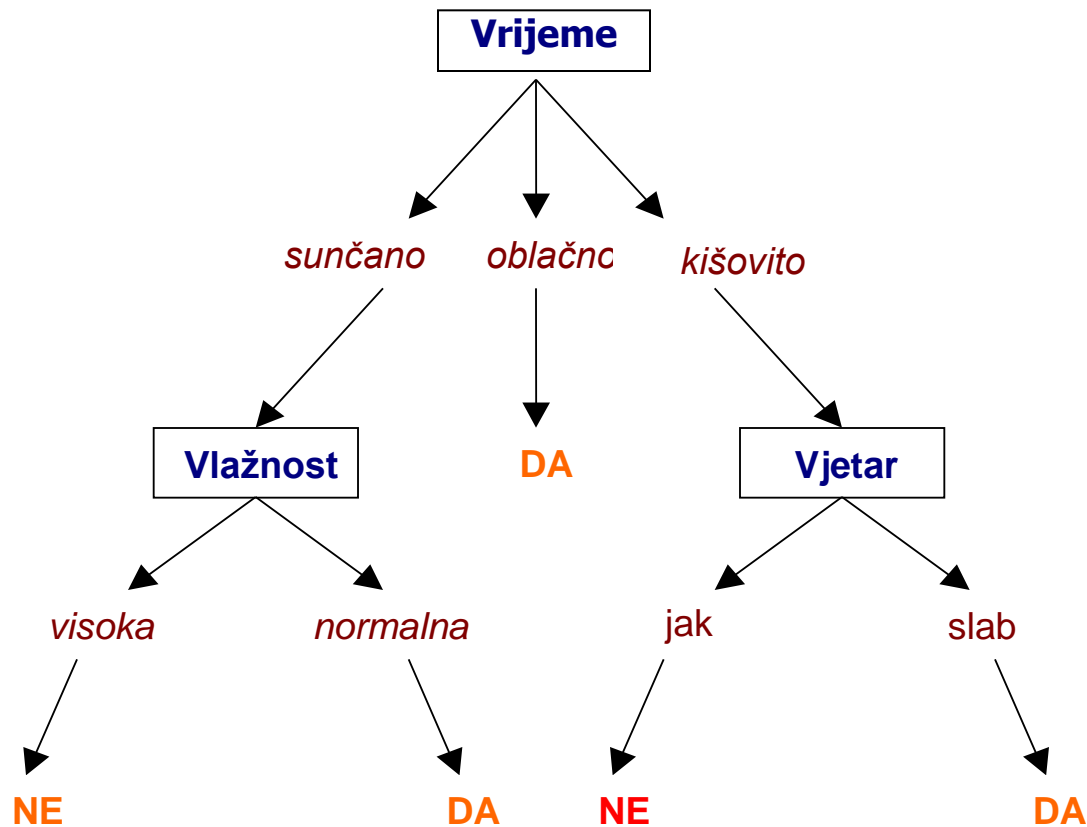 Vrijeme
sunčano oblačno kišovito
Vlažnost DA Vjetar
visoka normalna jak slab
NE DA NE DA